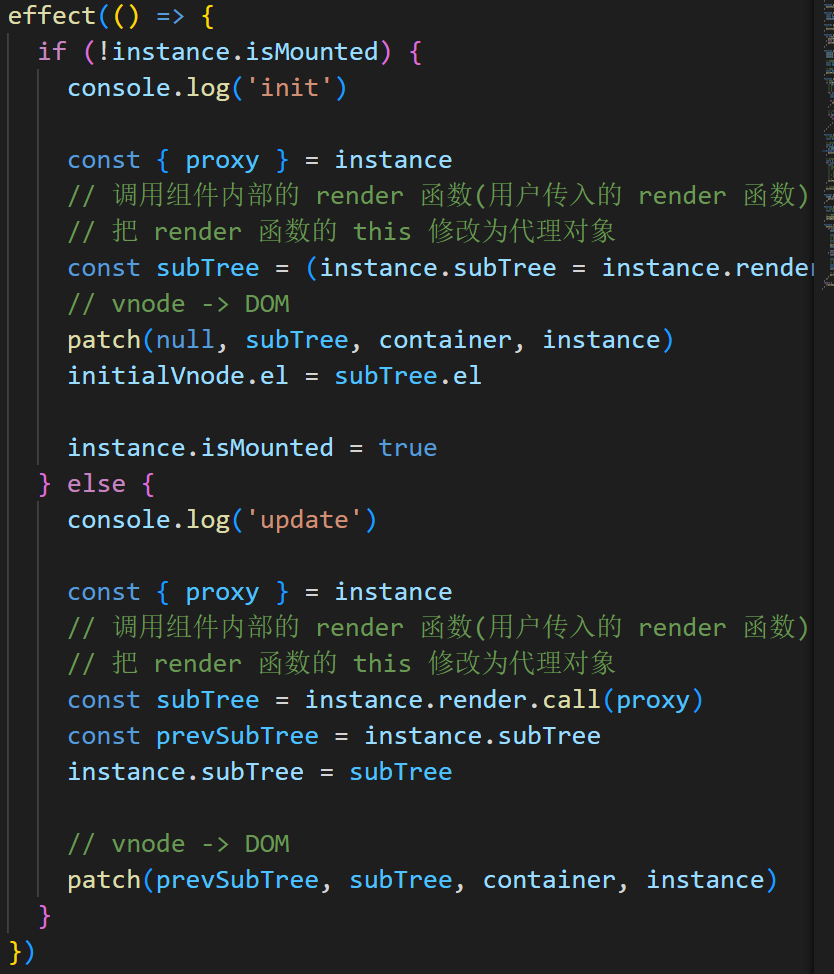 effect(() => {
if (!instance.isMounted) {
console.log('init')
const { proxy } = instance
// 调用组件内部的 render 函数(用户传入的 render 函数)
// 把 render 函数的 this 修改为代理对象
const subTree = (instance.subTree = instance.render
// vnode -> DOM
patch(null, subTree, container, instance)
initialVnode.el = subTree.el
instance.isMounted = true
} else {
console.log('update')
const { proxy } = instance
// 调用组件内部的 render 函数(用户传入的 render 函数)
// 把 render 函数的 this 修改为代理对象
const subTree = instance.render.call(proxy)
const prevSubTree = instance.subTree
instance.subTree = subTree
// vnode -> DOM
patch(prevSubTree, subTree, container, instance)
}
})